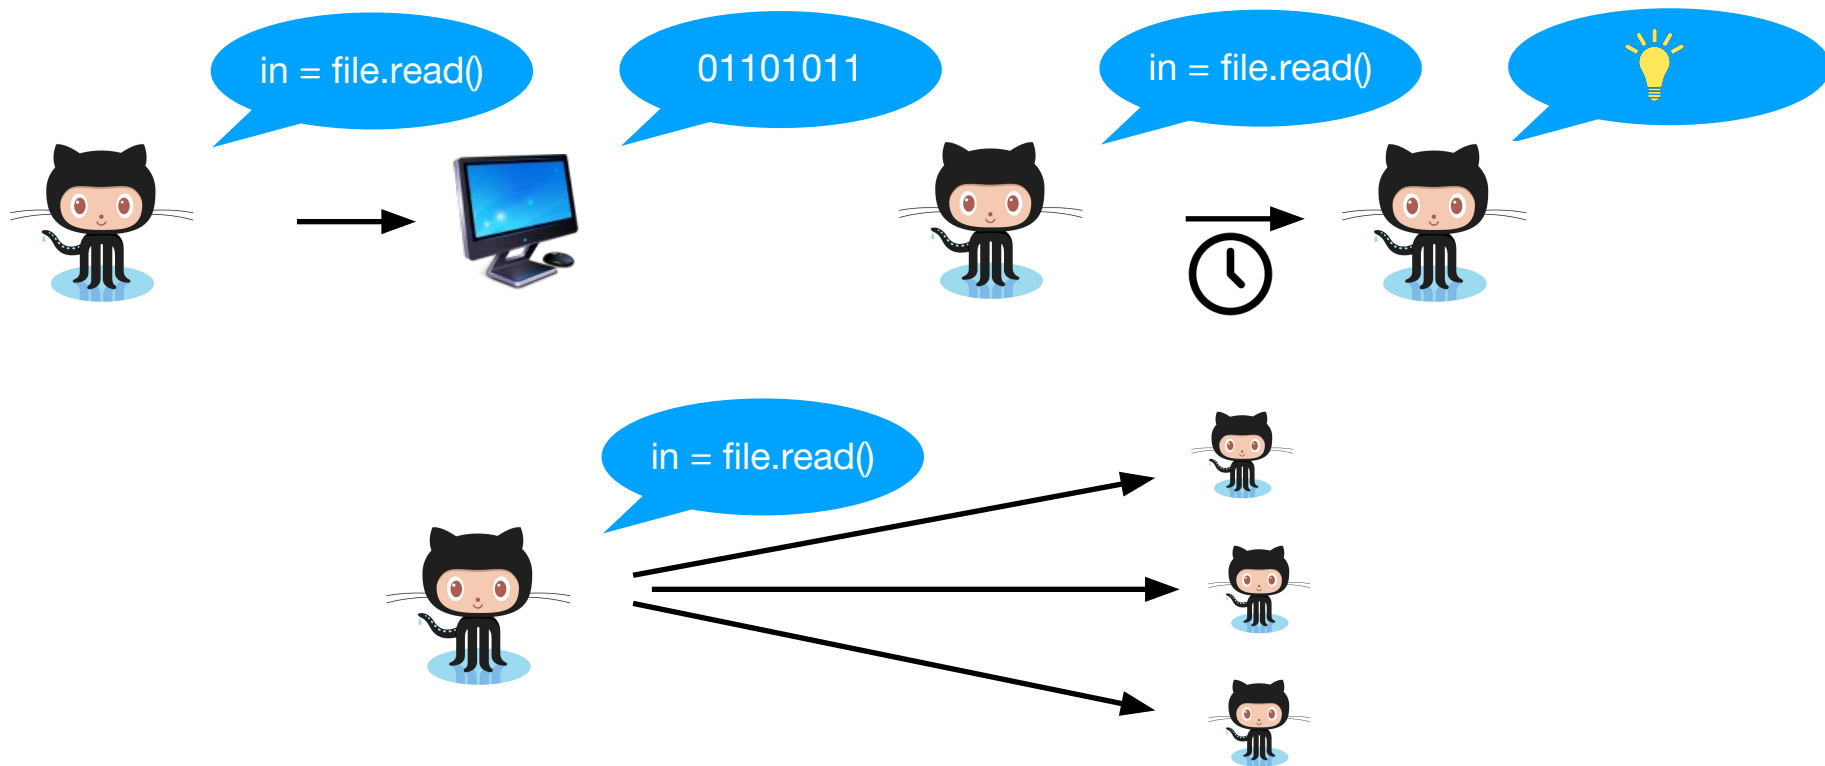 in = file.read()
01101011
in = file.read()
in = file.read()